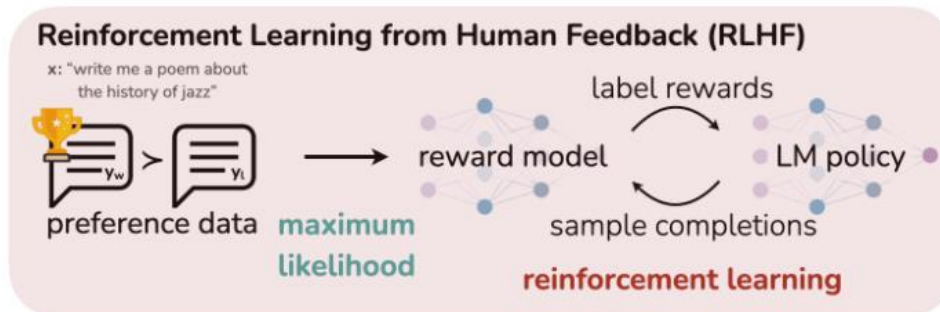 Reinforcement Learning from Human Feedback (RLHF)
x: "write me a poem about
the history of jazz"
label rewards
yw
>
yl
reward model
LM policy
preference data
maximum
likelihood
sample completions
reinforcement learning